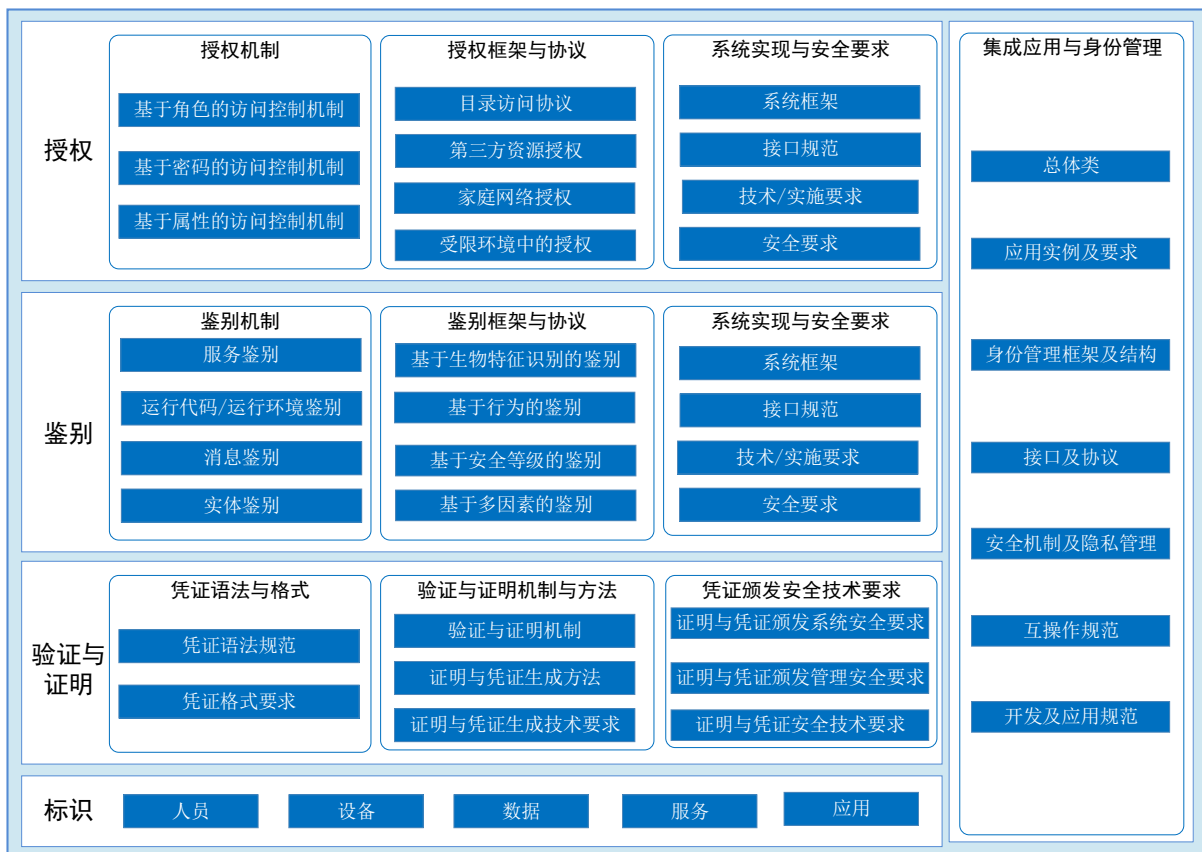 授权
授权机制
基于角色的访问控制机制
基于密码的访问控制机制
基于属性的访问控制机制
授权框架与协议
目录访问协议
第三方资源授权
家庭网络授权
受限环境中的授权
系统实现与安全要求
系统框架
接口规范
技术/实施要求
安全要求
鉴别
鉴别机制
服务鉴别
运行代码/运行环境鉴别
消息鉴别
实体鉴别
鉴别框架与协议
基于生物特征识别的鉴别
基于行为的鉴别
基于安全等级的鉴别
基于多因素的鉴别
系统实现与安全要求
系统框架
接口规范
技术/实施要求
安全要求
验证与
证明
凭证语法与格式
凭证语法规范
凭证格式要求
验证与证明机制与方法
验证与证明机制
证明与凭证生成方法
证明与凭证生成技术要求
凭证颁发安全技术要求
证明与凭证颁发系统安全要求
证明与凭证颁发管理安全要求
证明与凭证安全技术要求
标识
人员
设备
数据
服务
应用
集成应用与身份管理
总体类
应用实例及要求
身份管理框架及结构
接口及协议
安全机制及隐私管理
互操作规范
开发及应用规范